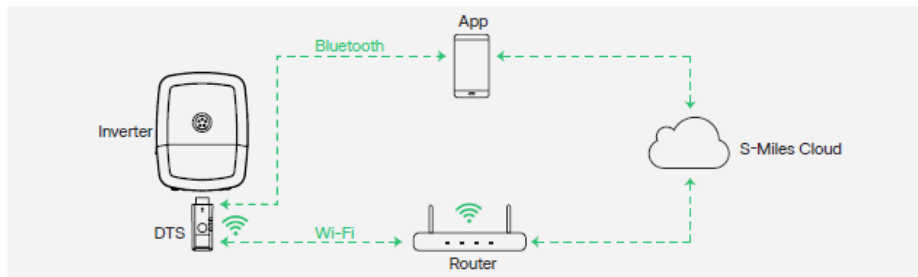 App
Bluetooth
Inverter
S-Miles Cloud
DTS
Wi-Fi
Router